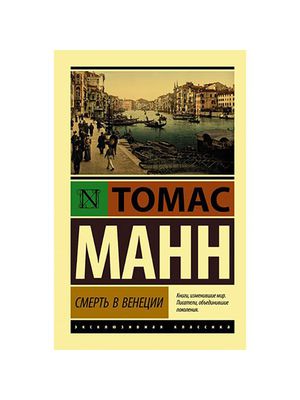 N ТОМАС
МАНН
СМЕРТЬ В ВЕНЕЦИИ
Книги, изменившие мир.
Писатели, объединившие
поколения.
ЭКСКЛЮЗИВНАЯ КЛАССИКА